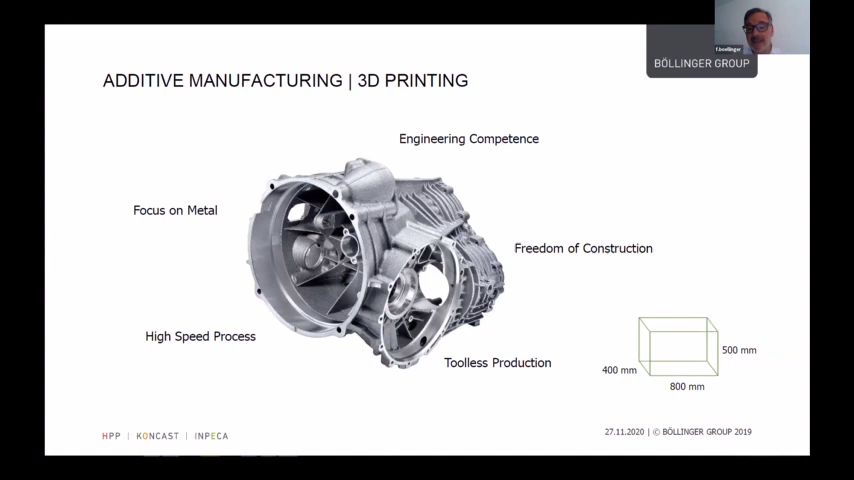 f.boellinger
BÖLLINGER GROUP
ADDITIVE MANUFACTURING | 3D PRINTING
Engineering Competence
Focus on Metal
Freedom of Construction
High Speed Process
Toolless Production
500 mm
400 mm
800 mm
HPP | KONCAST | INPECA
27.11.2020 | © BÖLLINGER GROUP 2019